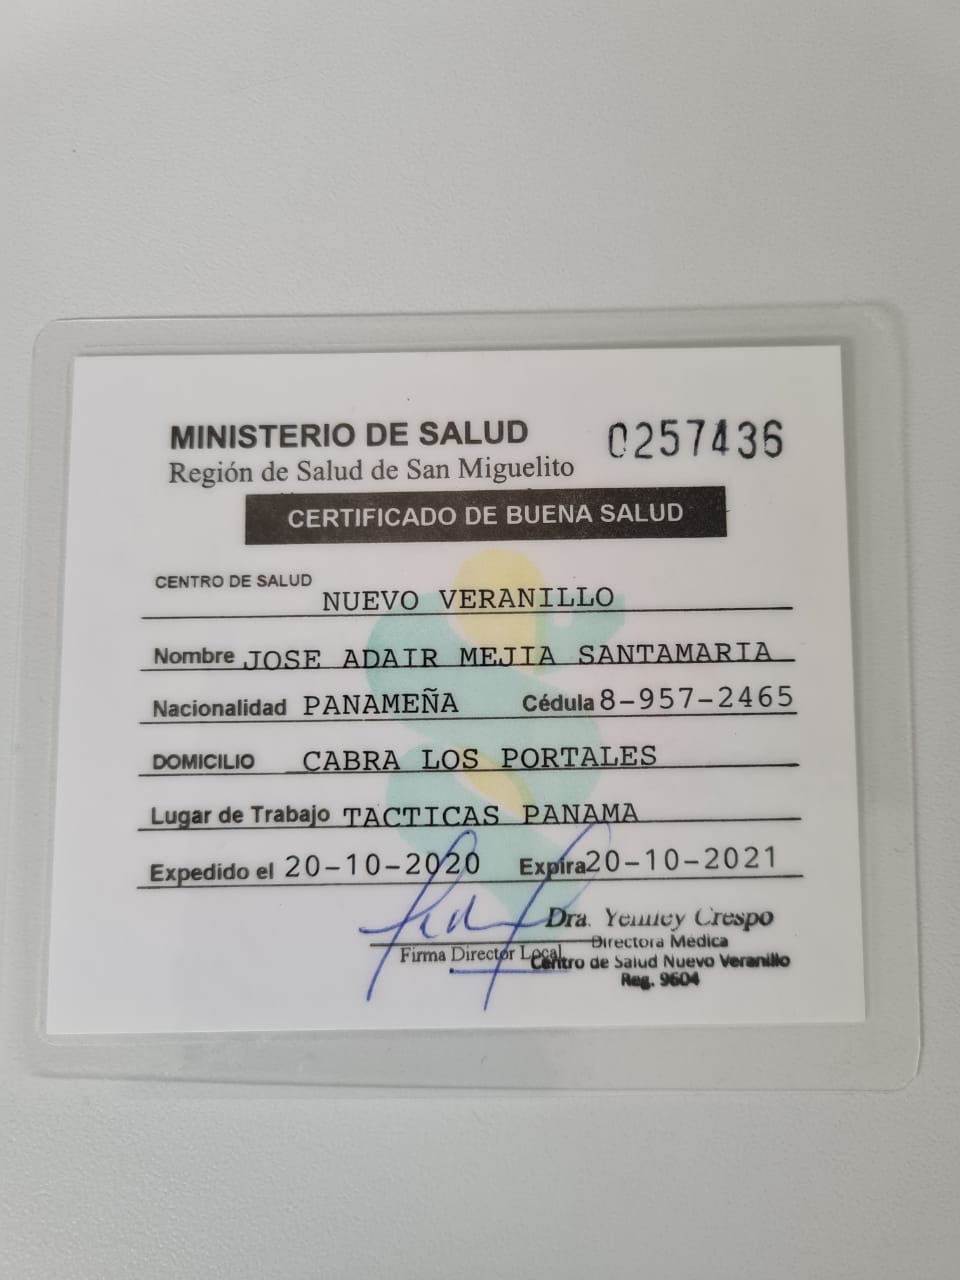 MINISTERIO DE SALUD 0257436
Región de Salud de San Miguelito
CERTIFICADO DE BUENA SALUD
CENTRO DE SALUD NUEVO VERANILLO
Nombre JOSE ADAIR MEJIA SANTAMARIA
Nacionalidad PANAMEÑA Cédula 8-957-2465
DOMICILIO CABRA LOS PORTALES
Lugar de Trabajo TACTICAS PANAMA
Expedido el 20-10-2020 Expira 20-10-2021
Dra. Crespo
Directora Médica
Firma Director Local
Centro de Salud Nuevo Veranillo
Reg. 9604